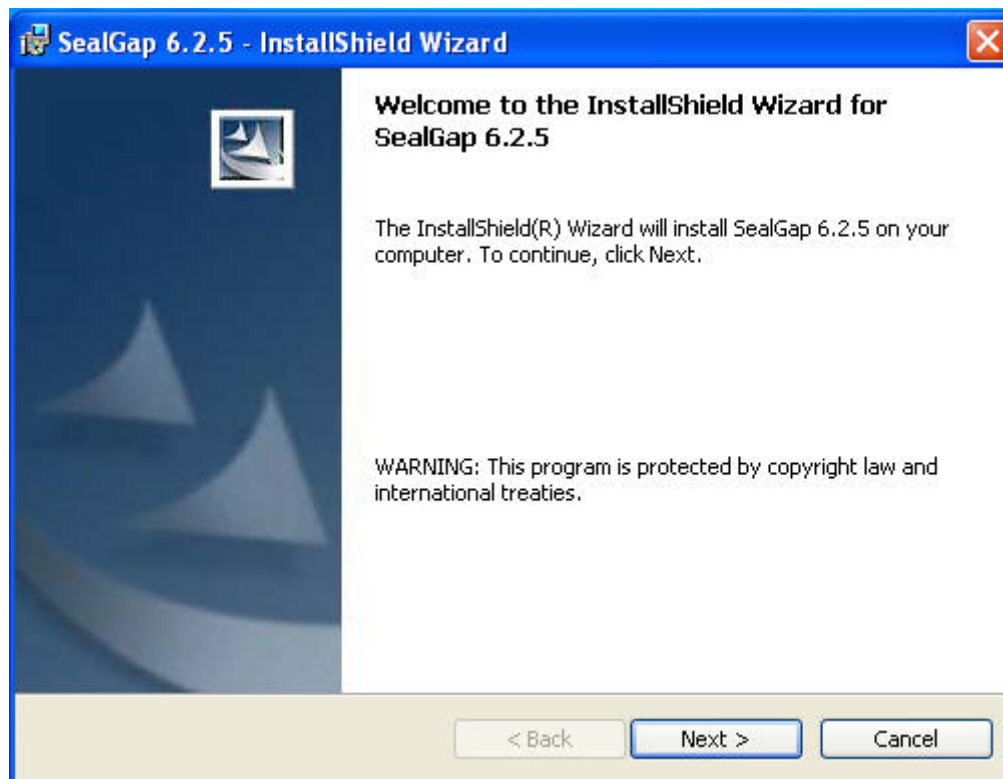 SealGap 6.2.5 - InstallShield Wizard
Welcome to the InstallShield Wizard for
SealGap 6.2.5
The InstallShield(R) Wizard will install SealGap 6.2.5 on your
computer. To continue, click Next.
WARNING: This program is protected by copyright law and
international treaties.
< Back
Next >
Cancel